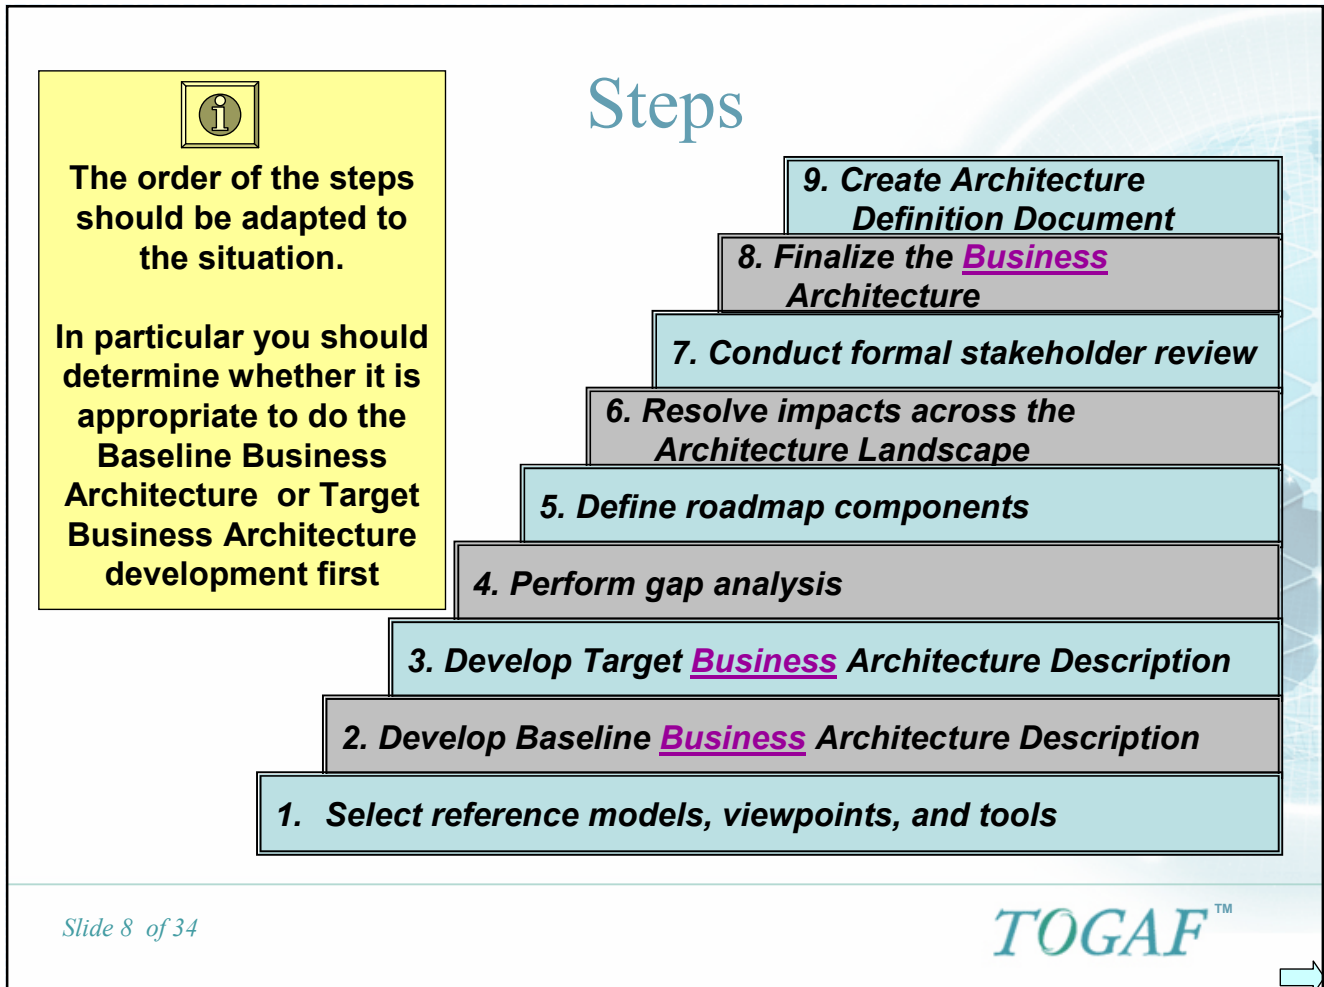 Steps
The order of the steps
should be adapted to
the situation.
In particular you should
determine whether it is
appropriate to do the
Baseline Business
Architecture or Target
Business Architecture
development first
9. Create Architecture
Definition Document
8. Finalize the Business
Architecture
7. Conduct formal stakeholder review
6. Resolve impacts across the
Architecture Landscape
5. Define roadmap components
4. Perform gap analysis
3. Develop Target Business Architecture Description
2. Develop Baseline Business Architecture Description
1. Select reference models, viewpoints, and tools
Slide 8 of 34
TOGAF™